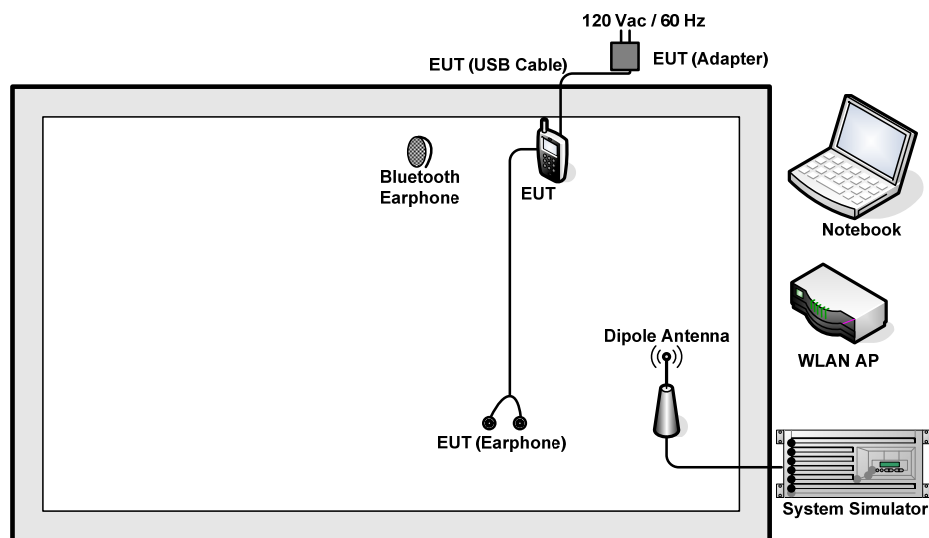 120 Vac / 60 Hz
EUT (USB Cable)
EUT (Adapter)
Bluetooth
Earphone
EUT
Notebook
WLAN AP
Dipole Antenna
EUT (Earphone)
System Simulator